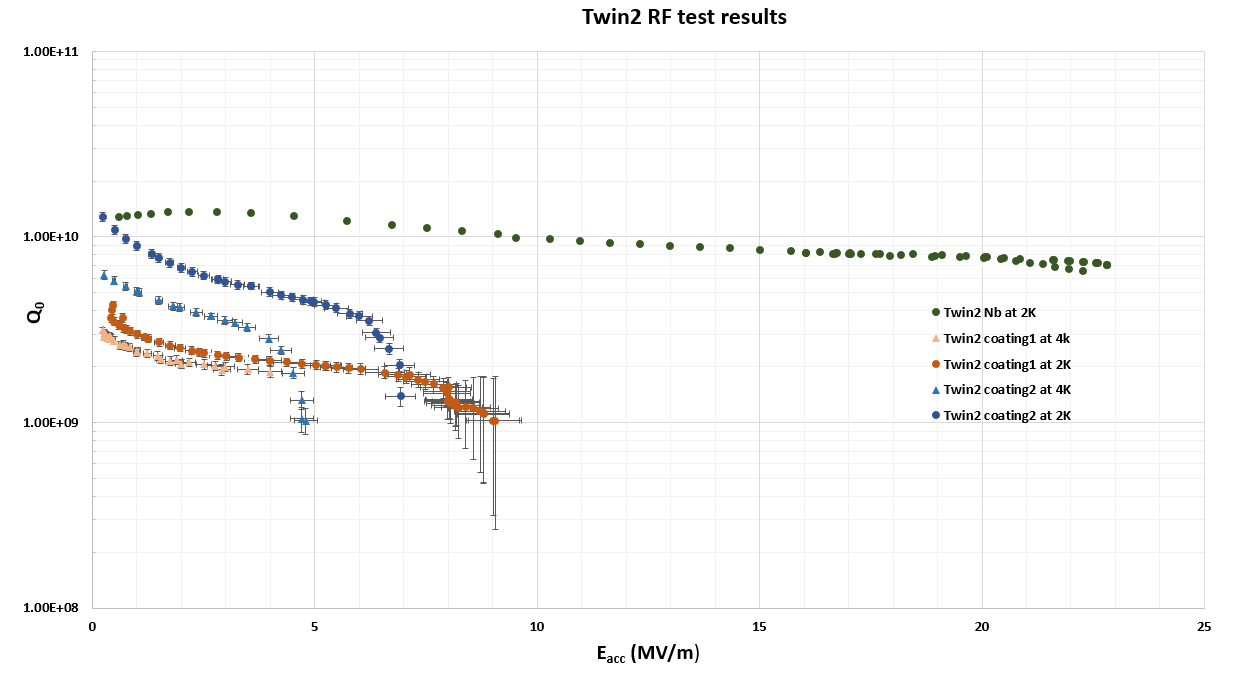 Twin2 RF test results
1.00E+11
1.00E+10
1.00E+09
1.00E+08
Q0
0 5 10 15 20 25
Eacc (MV/m)
Twin2 Nb at 2K
Twin2 coating1 at 4k
Twin2 coating1 at 2K
Twin2 coating2 at 4K
Twin2 coating2 at 2K